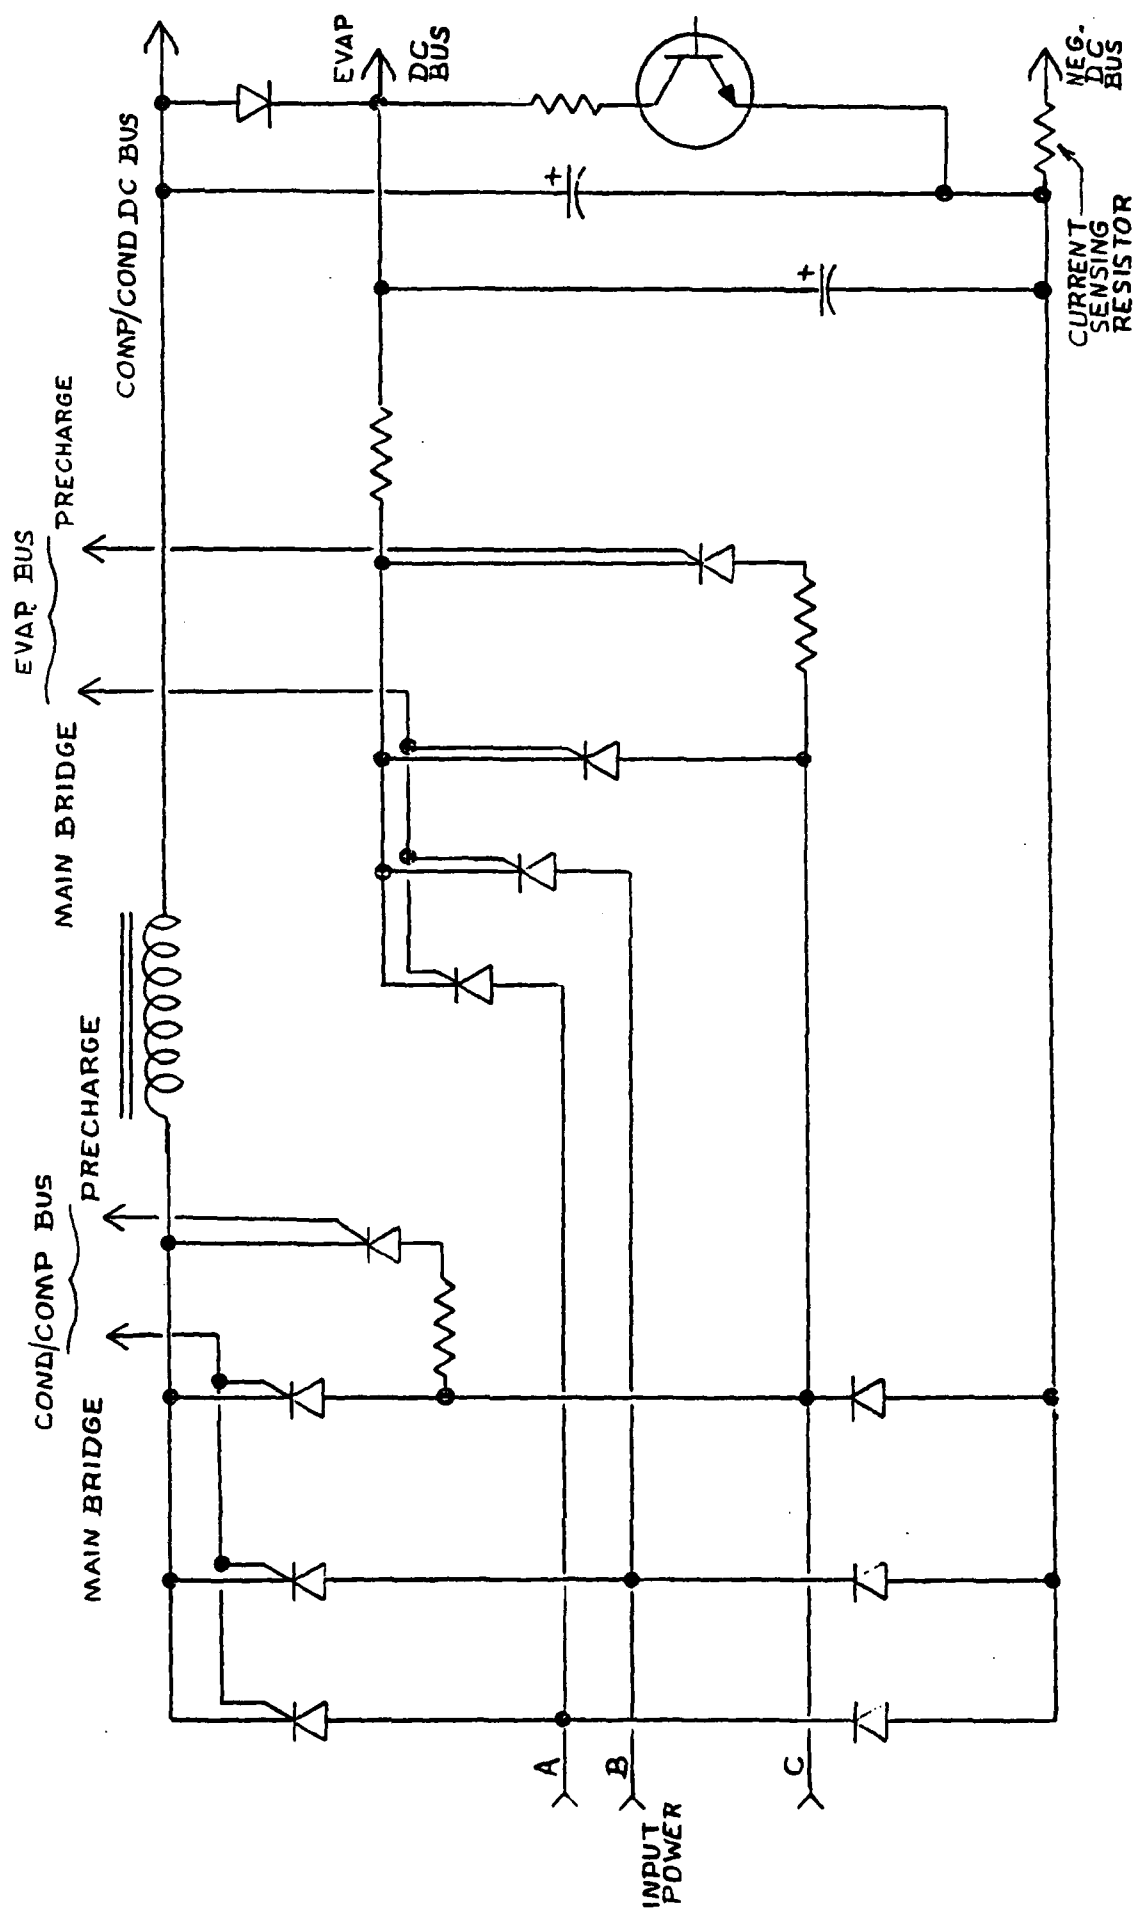 COND/COMP BUS
MAIN BRIDGE
PRECHARGE
EVAP. BUS
MAIN BRIDGE
PRECHARGE
COMP/COND DC BUS
EVAP
DC
BUS
INPUT
POWER
A
B
C
+
+
CURRENT
SENSING
RESISTOR
NEG.
DC
BUS